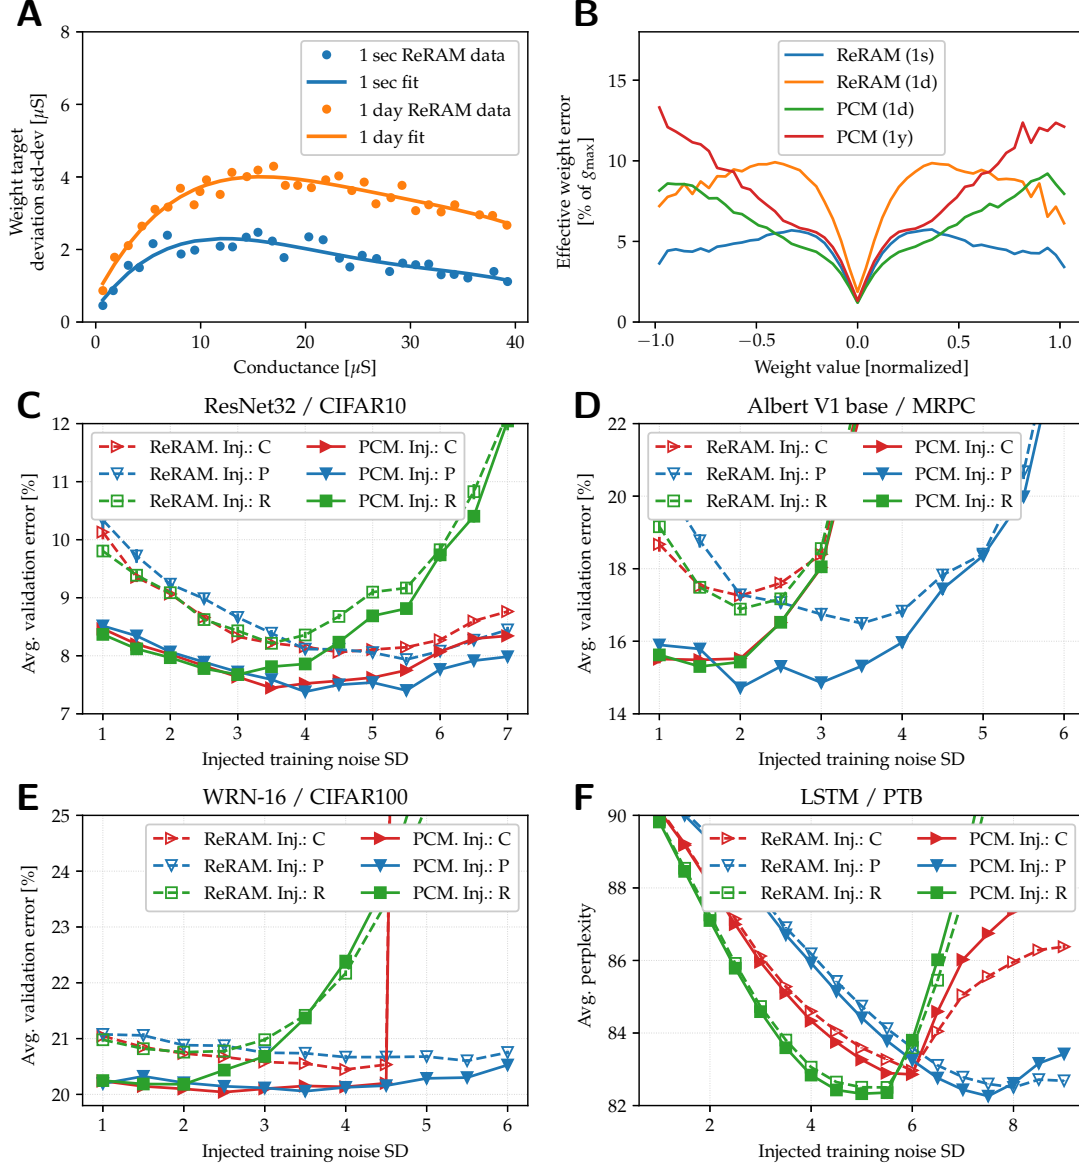 A
8
6
4
2
0
Weight target
deviation std-dev [µS]
1 sec ReRAM data
1 sec fit
1 day ReRAM data
1 day fit
0 10 20 30 40
Conductance [µS]
B
15
10
5
0
Effective weight error
[% of gmax]
ReRAM (1s)
ReRAM (1d)
PCM (1d)
PCM (1y)
−1.0 −0.5 0.0 0.5 1.0
Weight value [normalized]
C
ResNet32 / CIFAR10
12
11
10
9
8
7
Avg. validation error [%]
ReRAM. Inj.: C PCM. Inj.: C
ReRAM. Inj.: P PCM. Inj.: P
ReRAM. Inj.: R PCM. Inj.: R
1 2 3 4 5 6 7
Injected training noise SD
D
Albert V1 base / MRPC
22
20
18
16
14
Avg. validation error [%]
ReRAM. Inj.: C PCM. Inj.: C
ReRAM. Inj.: P PCM. Inj.: P
ReRAM. Inj.: R PCM. Inj.: R
1 2 3 4 5 6
Injected training noise SD
E
WRN-16 / CIFAR100
25
24
23
22
21
20
Avg. validation error [%]
ReRAM. Inj.: C PCM. Inj.: C
ReRAM. Inj.: P PCM. Inj.: P
ReRAM. Inj.: R PCM. Inj.: R
1 2 3 4 5 6
Injected training noise SD
F
LSTM / PTB
90
88
86
84
82
Avg. perplexity
ReRAM. Inj.: C PCM. Inj.: C
ReRAM. Inj.: P PCM. Inj.: P
ReRAM. Inj.: R PCM. Inj.: R
2 4 6 8
Injected training noise SD